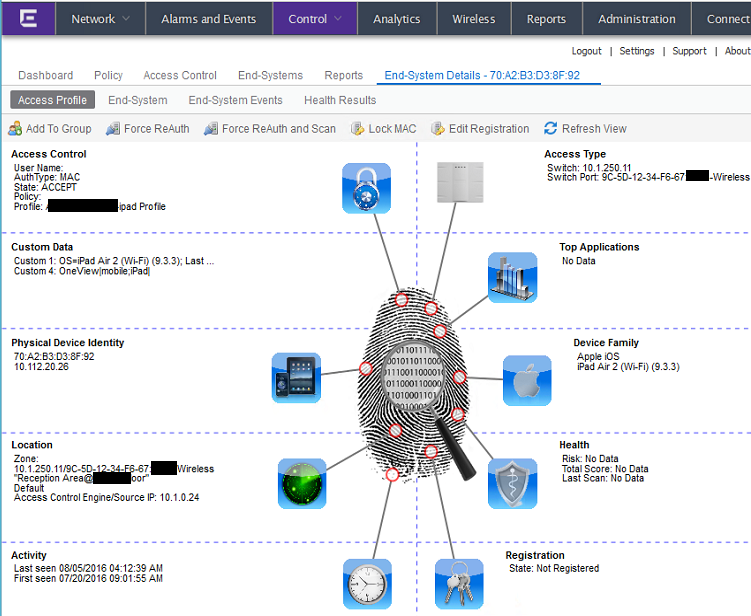 E
Network Alarms and Events Control Analytics Wireless Reports Administration Connect
Logout | Settings | Support | About
Dashboard Policy Access Control End-Systems Reports End-System Details - 70:A2:B3:D3:8F:92
Access Profile End-System End-System Events Health Results
Add To Group Force ReAuth Force ReAuth and Scan Lock MAC Edit Registration Refresh View
Access Control
User Name:
AuthType: MAC
State: ACCEPT
Policy:
Profile: ipad Profile
Access Type
Switch: 10.1.250.11
Switch Port: 9C-5D-12-34-F6-67 -Wireless
Custom Data
Custom 1: OS=iPad Air 2 (Wi-Fi) (9.3.3); Last ...
Custom 4: OneView|mobile;iPad|
Top Applications
No Data
Physical Device Identity
70:A2:B3:D3:8F:92
10.112.20.26
Device Family
Apple iOS
iPad Air 2 (Wi-Fi) (9.3.3)
Location
Zone:
10.1.250.11/9C-5D-12-34-F6-67: Wireless
"Reception Area@ oor"
Default
Access Control Engine/Source IP: 10.1.0.24
Health
Risk: No Data
Total Score: No Data
Last Scan: No Data
Activity
Last seen 08/05/2016 04:12:39 AM
First seen 07/20/2016 09:01:55 AM
Registration
State: Not Registered